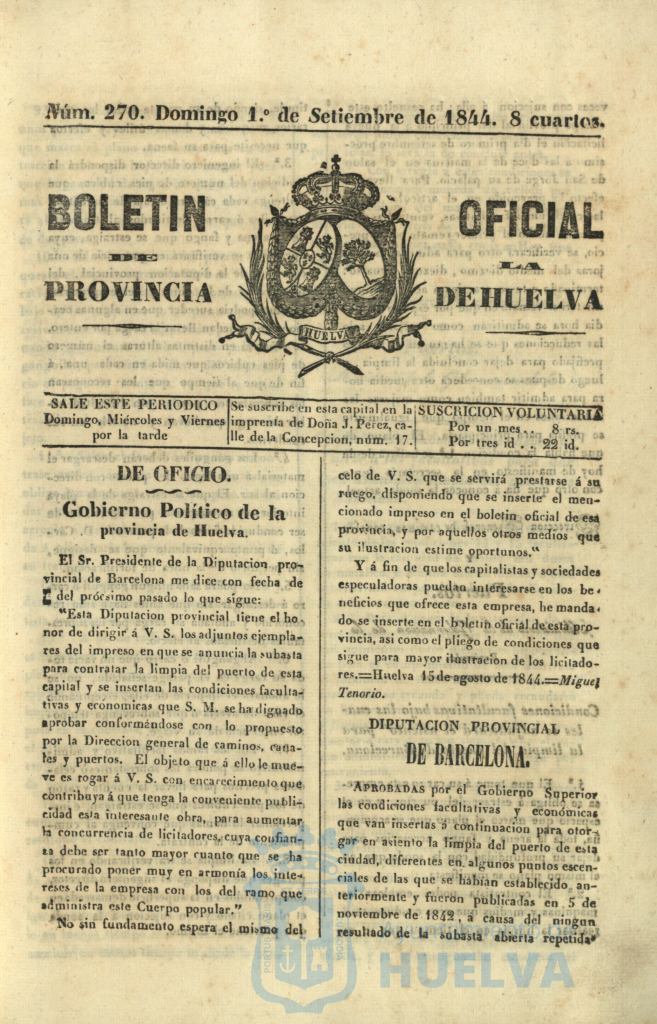 Núm. 270. Domingo 1.º de Setiembre de 1844. 8 cuartos.
BOLETIN OFICIAL
DE LA
PROVINCIA DE HUELVA
HUELVA
SALE ESTE PERIODICO
Domingo, Miércoles y Viernes
por la tarde
Se suscribe en esta capital en la
imprenta de Doña J. Perez, ca-
lle de la Concepcion, núm. 17.
SUSCRICION VOLUNTARIA
Por un mes.. 8 rs.
Por tres id.. 22 id.
DE OFICIO.
Gobierno Político de la
provincia de Huelva.
El Sr. Presidente de la Diputacion pro-
vincial de Barcelona me dice con fecha de
del prócsimo pasado lo que sigue:
"Esta Diputacion provincial tiene el ho-
nor de dirigir á V. S. los adjuntos ejempla-
res del impreso en que se anuncia la subasta
para contratar la limpia del puerto de esta
capital y se insertan las condiciones faculta-
tivas y economicas que S. M. se ha dignado
aprobar conformándose con lo propuesto
por la Direccion general de caminos, cana-
les y puertos. El objeto que á ello le mue-
ve es rogar á V. S. con encarecimiento que
contribuya á que tenga la conveniente publi-
cidad esta interesante obra, para aumentar
la concurrencia de licitadores, cuya confian-
za debe ser tanto mayor cuanto que se ha
procurado poner muy en armonía los inte-
reses de la empresa con los del ramo que
administra este Cuerpo popular."
No sin fundamento espera el mismo del
celo de V. S. que se servirá prestarse á su
ruego, disponiendo que se inserte el men-
cionado impreso en el boletin oficial de esa
provincia, y por aquellos otros medios que
su ilustracion estime oportunos."
Y á fin de que los capitalistas y sociedades
especuladoras puedan interesarse en los be-
neficios que ofrece esta empresa, he manda-
do se inserte en el boletin oficial de esta pro-
vincia, asi como el pliego de condiciones que
sigue para mayor ilustracion de los licitado-
res.=Huelva 15 de agosto de 1844.=Miguel
Tenorio.
DIPUTACION PROVINCIAL
DE BARCELONA.
APROBADAS por el Gobierno Superior
las condiciones facultativas y económicas
que van insertas á continuacion para otor-
gar en asiento la limpia del puerto de esta
ciudad, diferentes en algunos puntos escen-
ciales de las que se habian establecido an-
teriormente y fueron publicadas en 5 de
noviembre de 1842, á causa del ningun
resultado de la subasta abierta repetida-
HUELVA